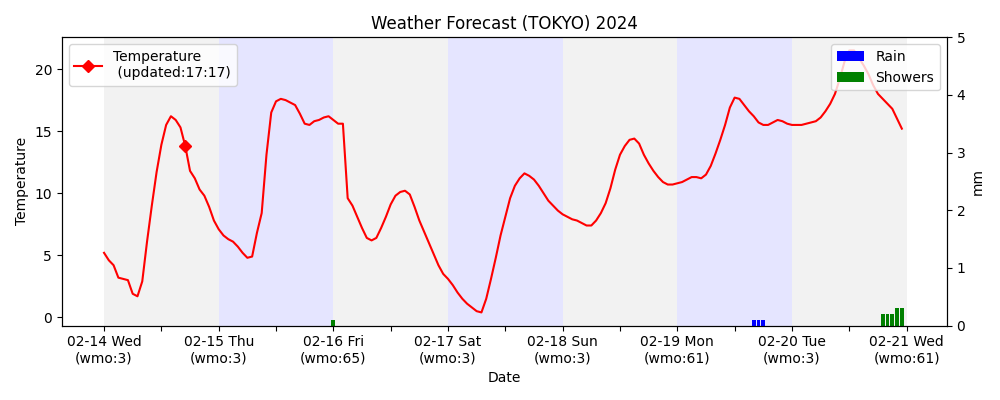 Weather Forecast (TOKYO) 2024
Temperature
(updated:17:17)
Rain
Showers
Temperature
20
15
10
5
0
5
4
3
2
1
0
mm
02-14 Wed
(wmo:3)
02-15 Thu
(wmo:3)
02-16 Fri
(wmo:65)
02-17 Sat
(wmo:3)
02-18 Sun
(wmo:3)
02-19 Mon
(wmo:61)
02-20 Tue
(wmo:3)
02-21 Wed
(wmo:61)
Date